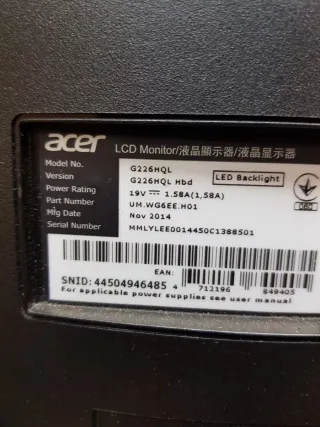 acer LCD Monitor/液晶顯示器/液晶显示器
Model No. G226HQL LED Backlight
Version G226HQL Hbd
Power Rating 19V ⎓ 1.58A(1,58A)
Part Number UM.WG6EE.H01
Mfg Date Nov 2014
Serial Number MMLYLEE0014450C1388501
EAN:
SNID:44504946485 4 712196 849405
For applicable power supplies see user manual